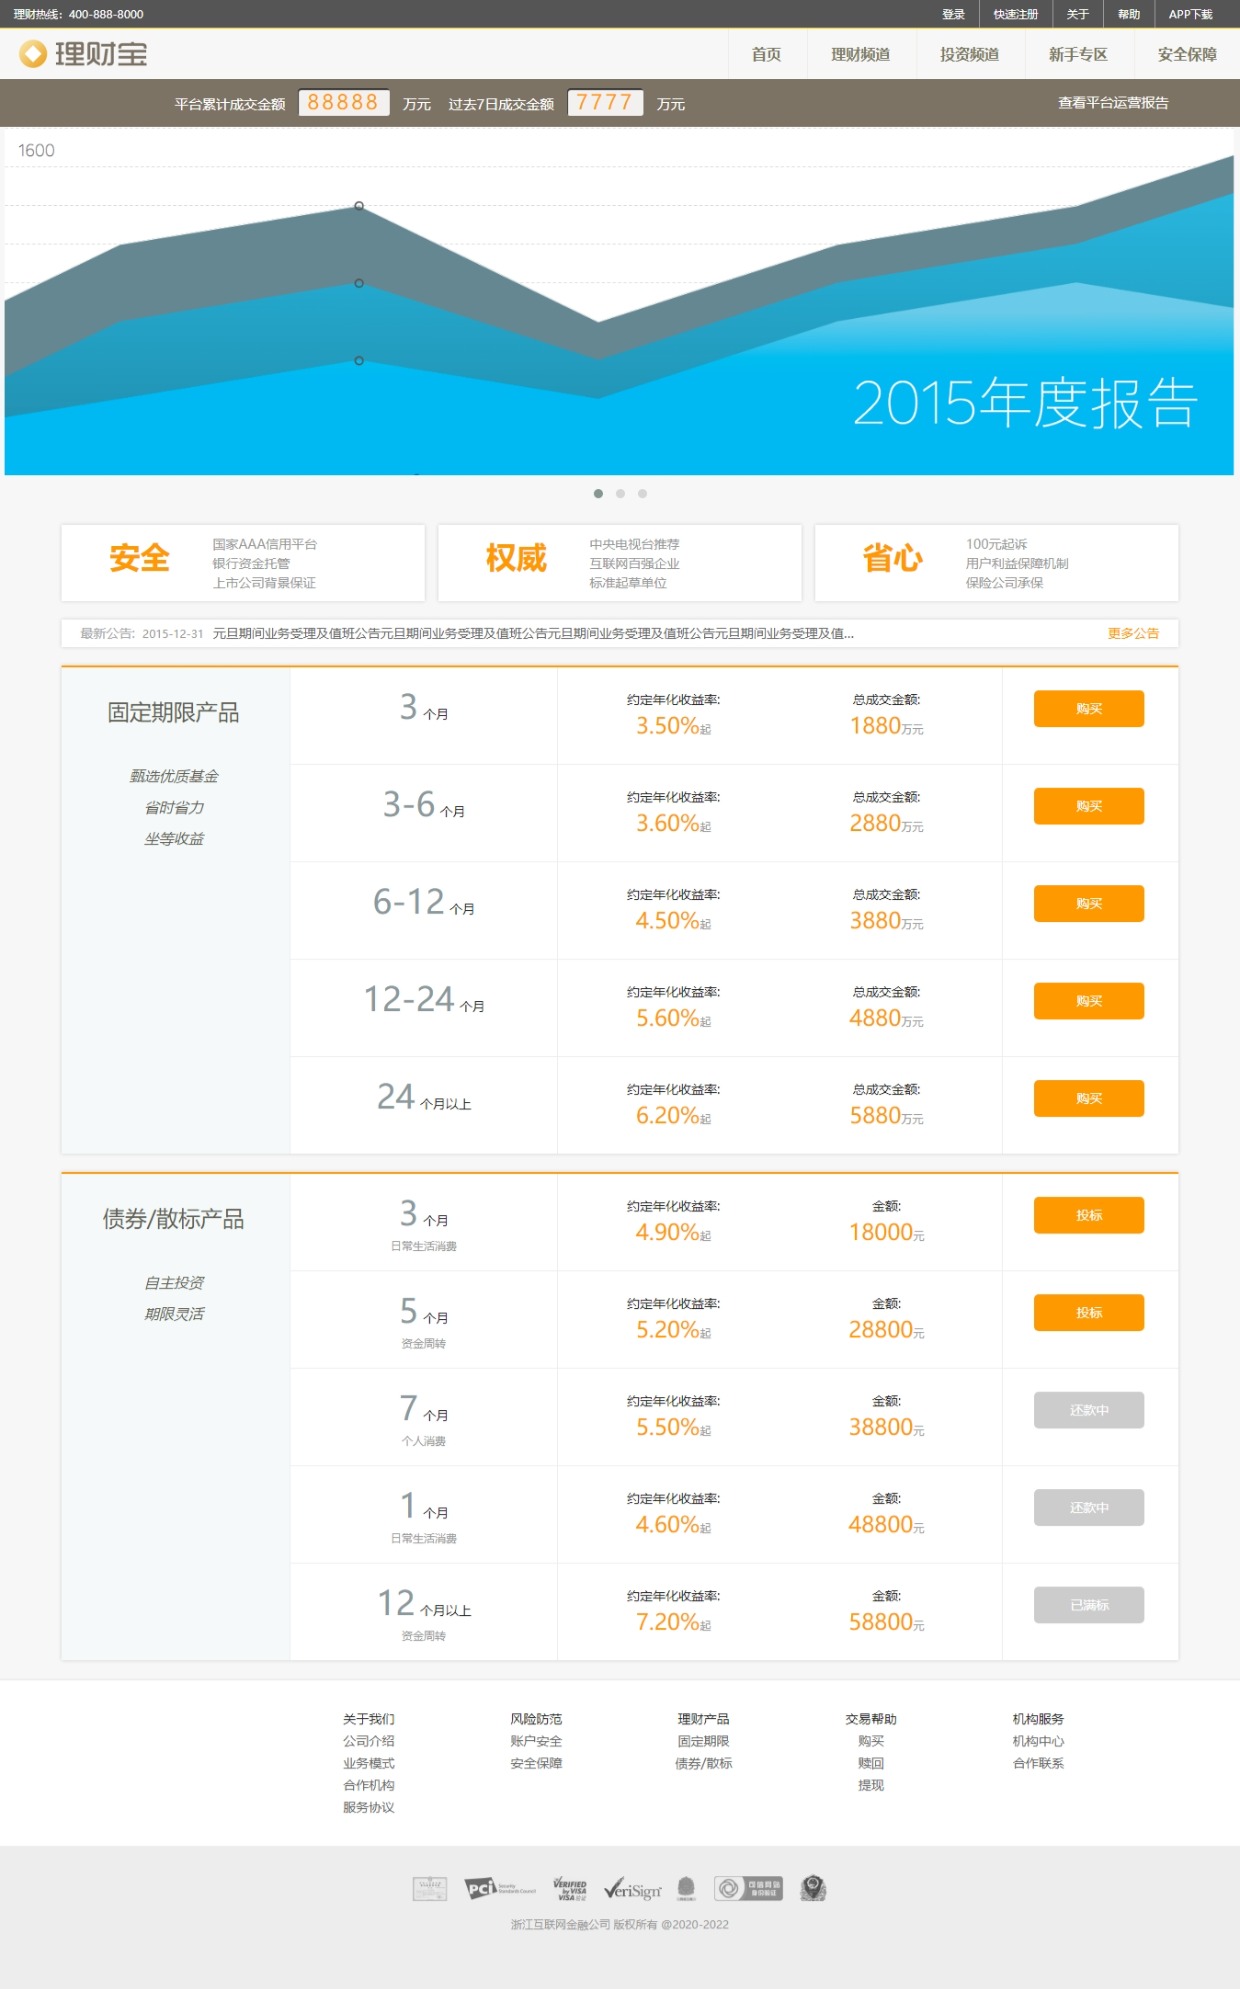 理财热线：400-888-8000
登录 快速注册 关于 帮助 APP下载
理财宝
首页 理财频道 投资频道 新手专区 安全保障
平台累计成交金额 88888 万元 过去7日成交金额 7777 万元
查看平台运营报告
1600
2015年度报告
安全
国家AAA信用平台
银行资金托管
上市公司背景保证
权威
中央电视台推荐
互联网百强企业
标准起草单位
省心
100元起诉
用户利益保障机制
保险公司承保
最新公告：2015-12-31 元旦期间业务受理及值班公告元旦期间业务受理及值班公告元旦期间业务受理及值班公告元旦期间业务受理及值... 更多公告
固定期限产品
甄选优质基金
省时省力
坐等收益
3 个月
约定年化收益率:
3.50%起
总成交金额:
1880万元
购买
3-6 个月
约定年化收益率:
3.60%起
总成交金额:
2880万元
购买
6-12 个月
约定年化收益率:
4.50%起
总成交金额:
3880万元
购买
12-24 个月
约定年化收益率:
5.60%起
总成交金额:
4880万元
购买
24 个月以上
约定年化收益率:
6.20%起
总成交金额:
5880万元
购买
债券/散标产品
自主投资
期限灵活
3 个月
日常生活消费
约定年化收益率:
4.90%起
金额:
18000元
投标
5 个月
资金周转
约定年化收益率:
5.20%起
金额:
28800元
投标
7 个月
个人消费
约定年化收益率:
5.50%起
金额:
38800元
还款中
1 个月
日常生活消费
约定年化收益率:
4.60%起
金额:
48800元
还款中
12 个月以上
资金周转
约定年化收益率:
7.20%起
金额:
58800元
已满标
关于我们
公司介绍
业务模式
合作机构
服务协议
风险防范
账户安全
安全保障
理财产品
固定期限
债券/散标
交易帮助
购买
赎回
提现
机构服务
机构中心
合作联系
PCI Security Standards Council
VERIFIED by VISA
VeriSign
浙江互联网金融公司 版权所有 @2020-2022